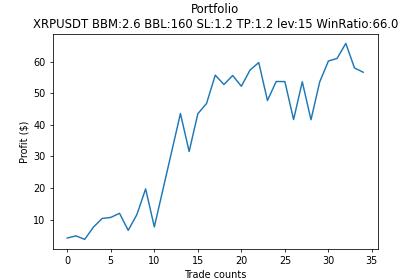 Portfolio
XRPUSDT BBM:2.6 BBL:160 SL:1.2 TP:1.2 lev:15 WinRatio:66.0
Profit ($)
60
50
40
30
20
10
0 5 10 15 20 25 30 35
Trade counts